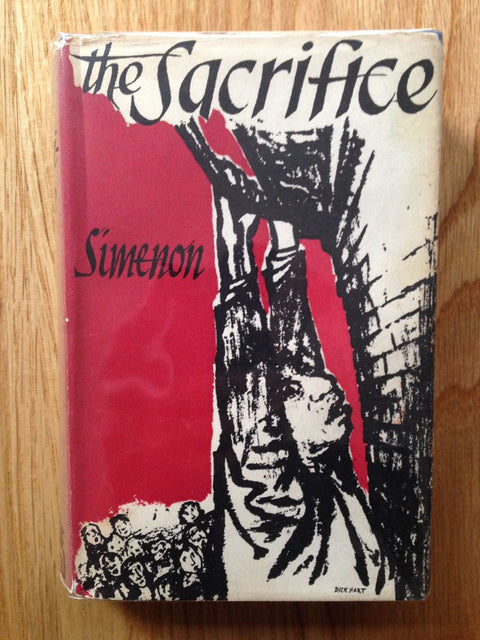 the Sacrifice
Simenon
DICK HART